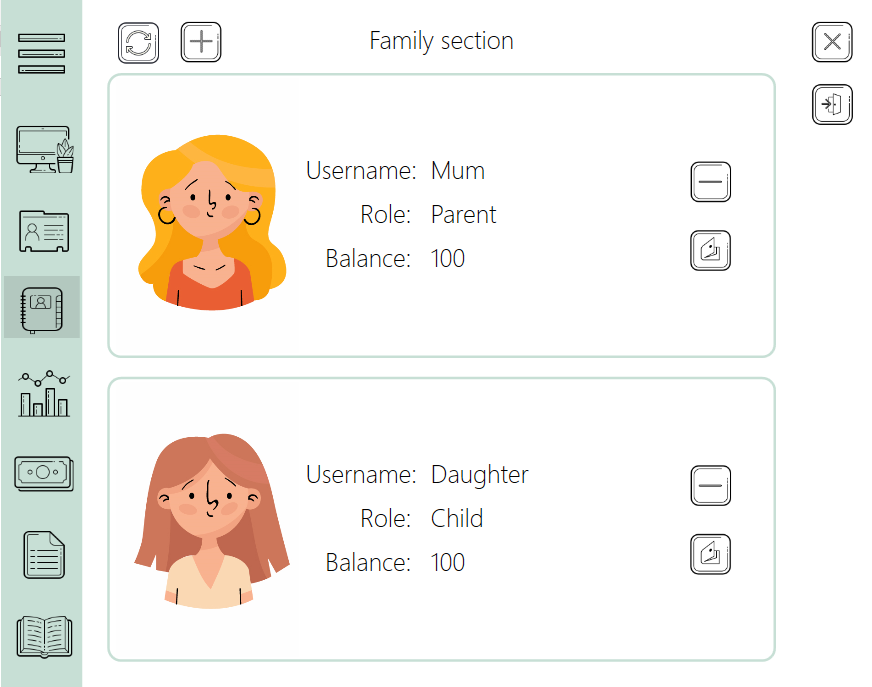 Family section
Username: Mum
Role: Parent
Balance: 100
Username: Daughter
Role: Child
Balance: 100